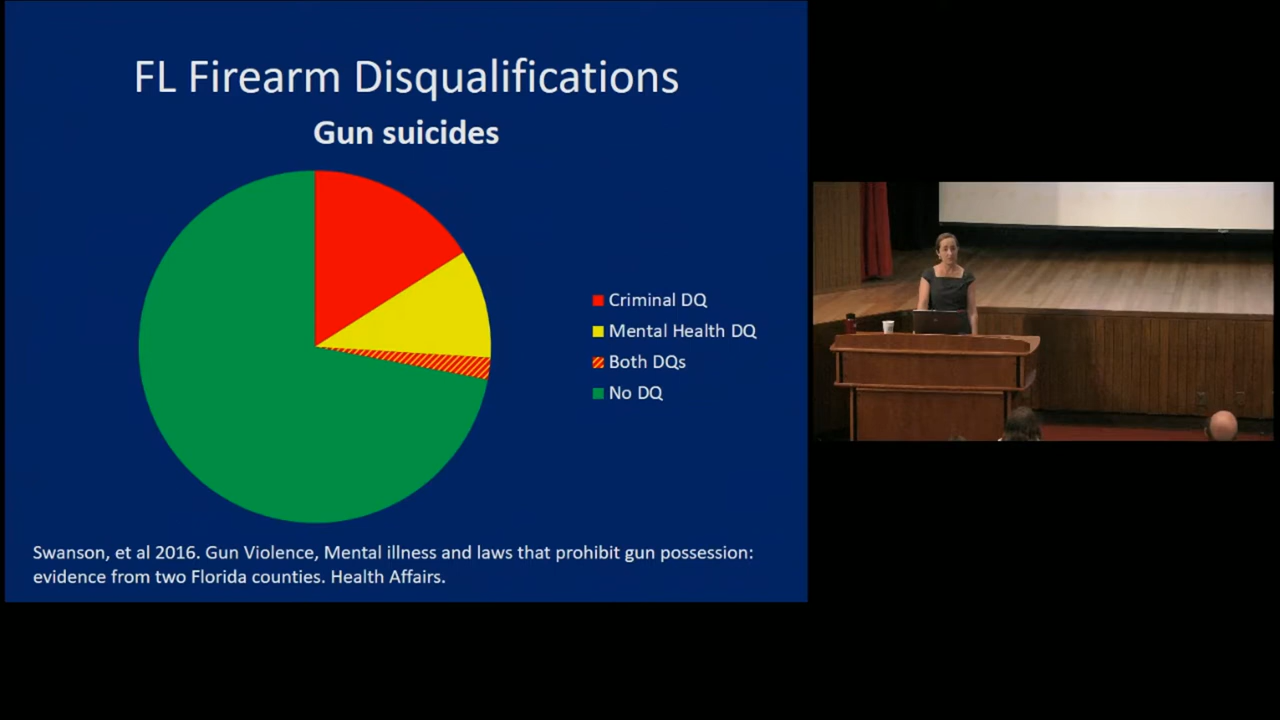 FL Firearm Disqualifications
Gun suicides
Criminal DQ
Mental Health DQ
Both DQs
No DQ
Swanson, et al 2016. Gun Violence, Mental illness and laws that prohibit gun possession:
evidence from two Florida counties. Health Affairs.